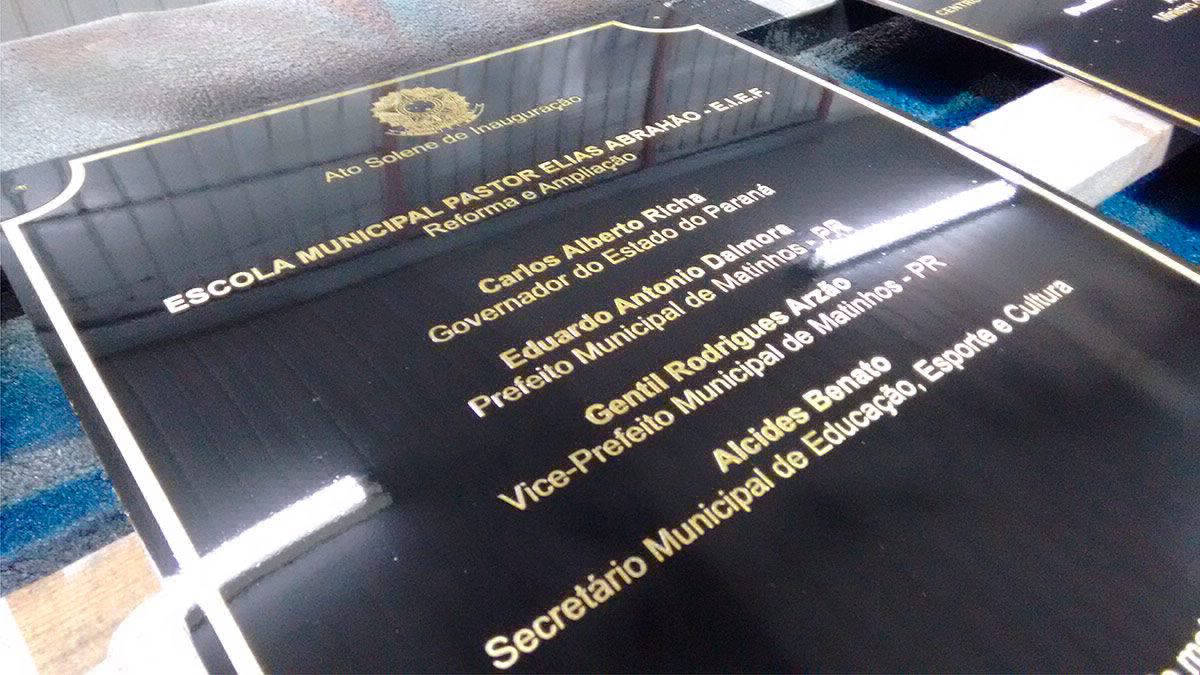 Ato Solene de Inauguração
ESCOLA MUNICIPAL PASTOR ELIAS ABRAHÃO - E.I.E.F.
Reforma e Ampliação
Carlos Alberto Richa
Governador do Estado do Paraná
Eduardo Antonio Dalmora
Prefeito Municipal de Matinhos - PR
Gentil Rodrigues Arzão
Vice-Prefeito Municipal de Matinhos - PR
Alcides Benato
Secretário Municipal de Educação, Esporte e Cultura